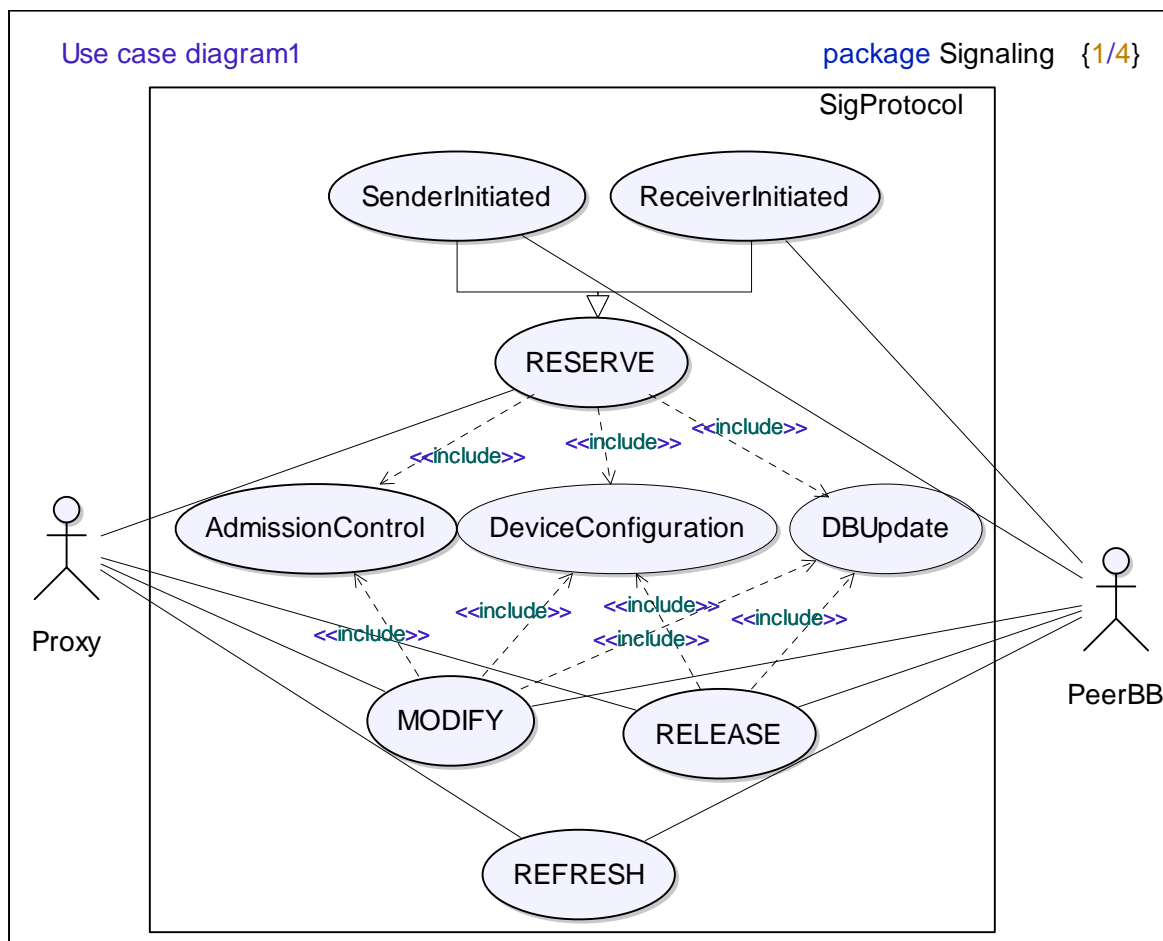 Use case diagram1
package Signaling {1/4}
SigProtocol
SenderInitiated
ReceiverInitiated
RESERVE
<<include>>
<<include>>
<<include>>
AdmissionControl
DeviceConfiguration
DBUpdate
<<include>>
<<include>>
<<include>>
<<include>>
<<include>>
Proxy
PeerBB
MODIFY
RELEASE
REFRESH